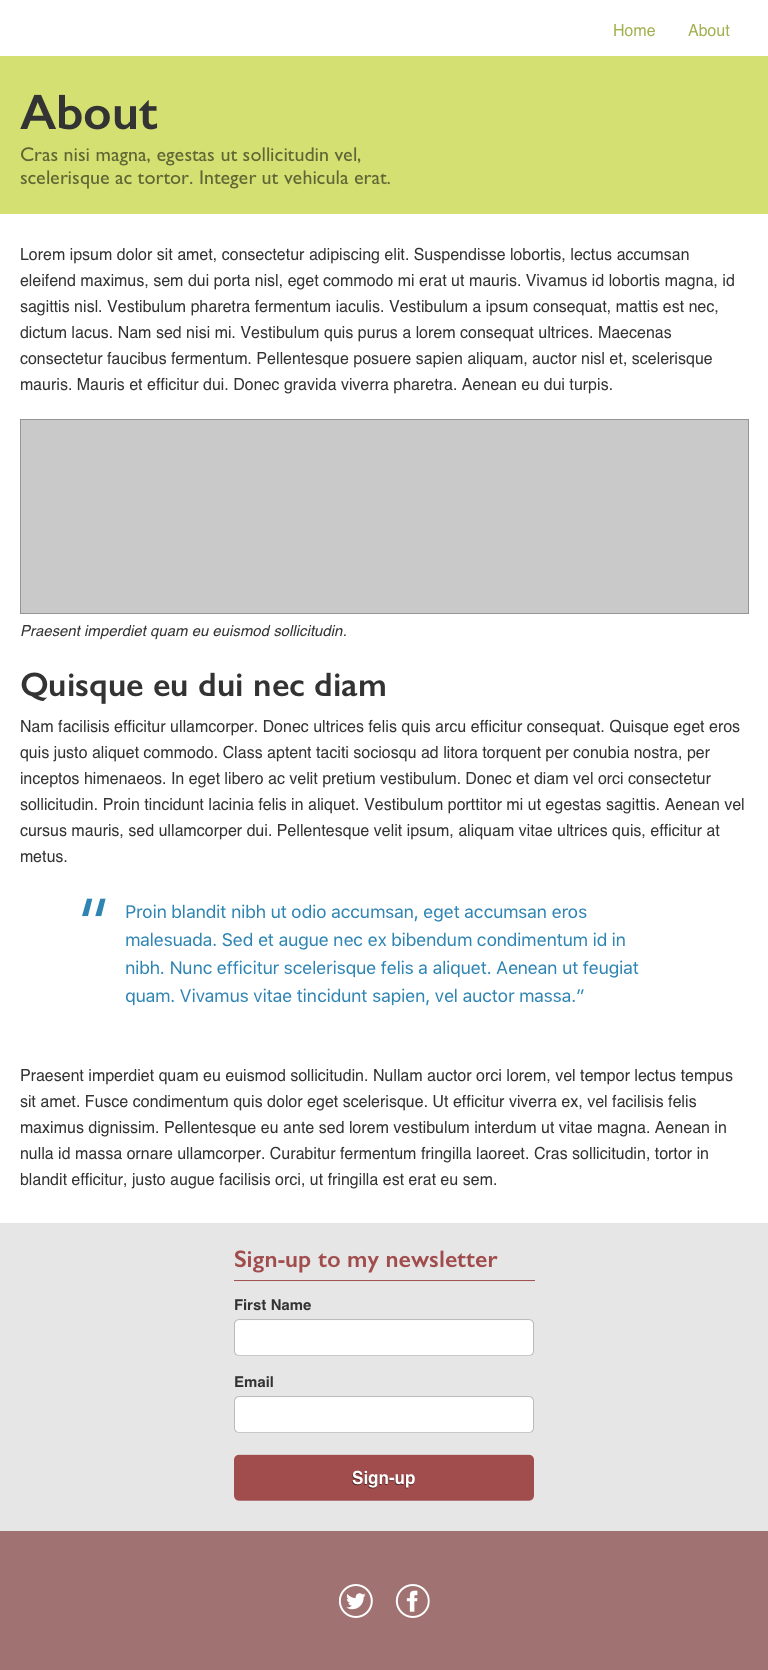 Home About
About
Cras nisi magna, egestas ut sollicitudin vel,
scelerisque ac tortor. Integer ut vehicula erat.
Lorem ipsum dolor sit amet, consectetur adipiscing elit. Suspendisse lobortis, lectus accumsan
eleifend maximus, sem dui porta nisl, eget commodo mi erat ut mauris. Vivamus id lobortis magna, id
sagittis nisl. Vestibulum pharetra fermentum iaculis. Vestibulum a ipsum consequat, mattis est nec,
dictum lacus. Nam sed nisi mi. Vestibulum quis purus a lorem consequat ultrices. Maecenas
consectetur faucibus fermentum. Pellentesque posuere sapien aliquam, auctor nisl et, scelerisque
mauris. Mauris et efficitur dui. Donec gravida viverra pharetra. Aenean eu dui turpis.
Praesent imperdiet quam eu euismod sollicitudin.
Quisque eu dui nec diam
Nam facilisis efficitur ullamcorper. Donec ultrices felis quis arcu efficitur consequat. Quisque eget eros
quis justo aliquet commodo. Class aptent taciti sociosqu ad litora torquent per conubia nostra, per
inceptos himenaeos. In eget libero ac velit pretium vestibulum. Donec et diam vel orci consectetur
sollicitudin. Proin tincidunt lacinia felis in aliquet. Vestibulum porttitor mi ut egestas sagittis. Aenean vel
cursus mauris, sed ullamcorper dui. Pellentesque velit ipsum, aliquam vitae ultrices quis, efficitur at
metus.
" Proin blandit nibh ut odio accumsan, eget accumsan eros
malesuada. Sed et augue nec ex bibendum condimentum id in
nibh. Nunc efficitur scelerisque felis a aliquet. Aenean ut feugiat
quam. Vivamus vitae tincidunt sapien, vel auctor massa.”
Praesent imperdiet quam eu euismod sollicitudin. Nullam auctor orci lorem, vel tempor lectus tempus
sit amet. Fusce condimentum quis dolor eget scelerisque. Ut efficitur viverra ex, vel facilisis felis
maximus dignissim. Pellentesque eu ante sed lorem vestibulum interdum ut vitae magna. Aenean in
nulla id massa ornare ullamcorper. Curabitur fermentum fringilla laoreet. Cras sollicitudin, tortor in
blandit efficitur, justo augue facilisis orci, ut fringilla est erat eu sem.
Sign-up to my newsletter
First Name
Email
Sign-up